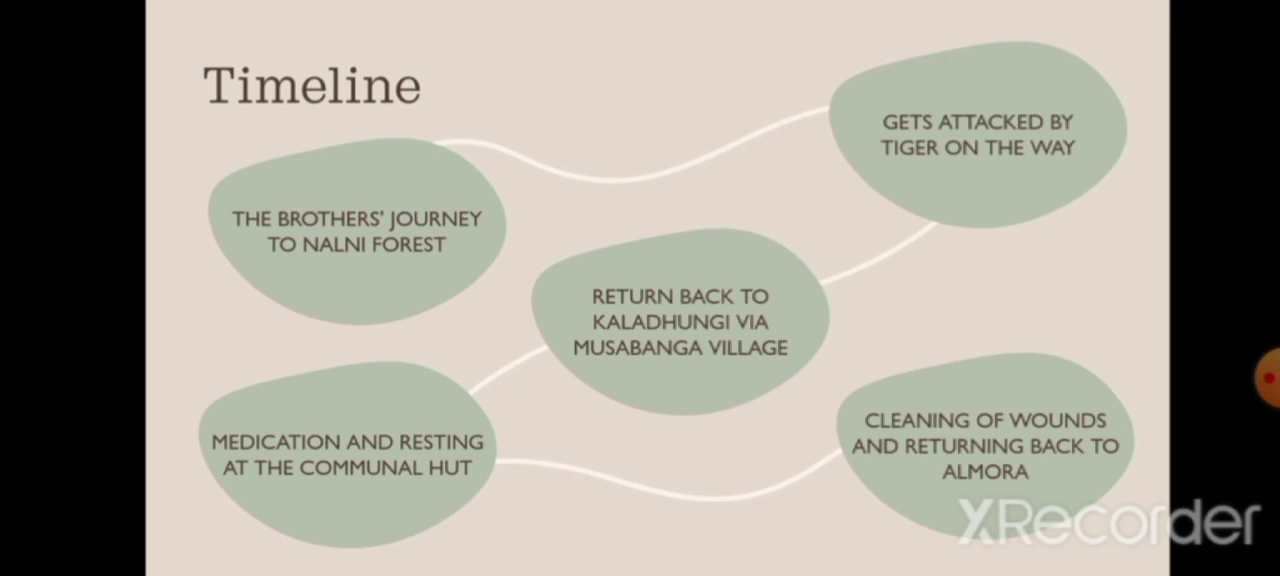 Timeline
THE BROTHERS' JOURNEY
TO NALNI FOREST
GETS ATTACKED BY
TIGER ON THE WAY
RETURN BACK TO
KALADHUNGI VIA
MUSABANGA VILLAGE
MEDICATION AND RESTING
AT THE COMMUNAL HUT
CLEANING OF WOUNDS
AND RETURNING BACK TO
ALMORA
XRecorder